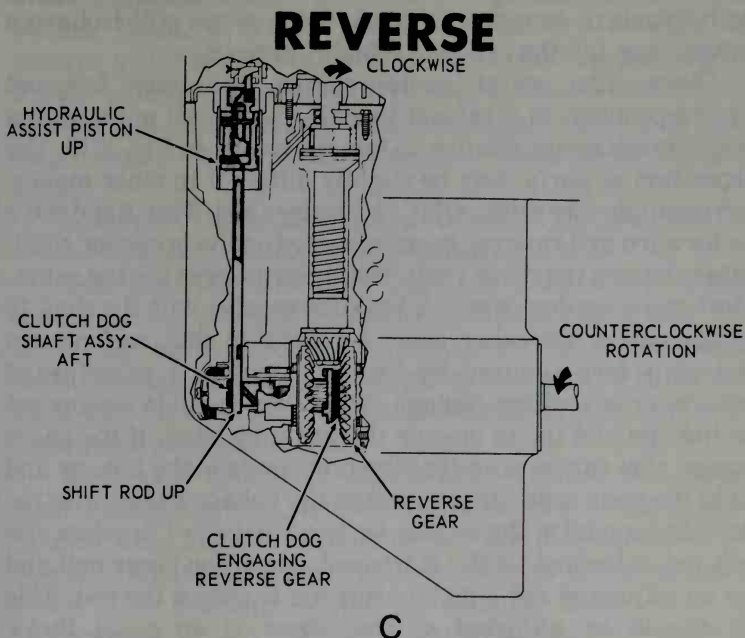 REVERSE
CLOCKWISE
HYDRAULIC
ASSIST PISTON
UP
CLUTCH DOG
SHAFT ASSY.
AFT
COUNTERCLOCKWISE
ROTATION
SHIFT ROD UP
REVERSE
GEAR
CLUTCH DOG
ENGAGING
REVERSE GEAR
C